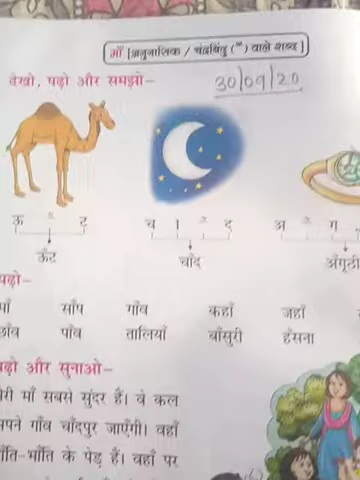 माँ [अनुनासिक / चंद्रबिंदु (ँ) वाले शब्द]
देखो, पढ़ो और समझो–
30/09/20
ऊ ँ ट
च ा ँ द
अ ँ ग
ऊँट
चाँद
अँगूठी
पढ़ो–
माँ साँप गाँव कहाँ जहाँ
छाँव पाँव तालियाँ बाँसुरी हँसना
पढ़ो और सुनाओ–
मेरी माँ सबसे सुंदर हैं। वे कल
अपने गाँव चाँदपुर जाएँगी। वहाँ
भाँति-भाँति के पेड़ हैं। वहाँ पर